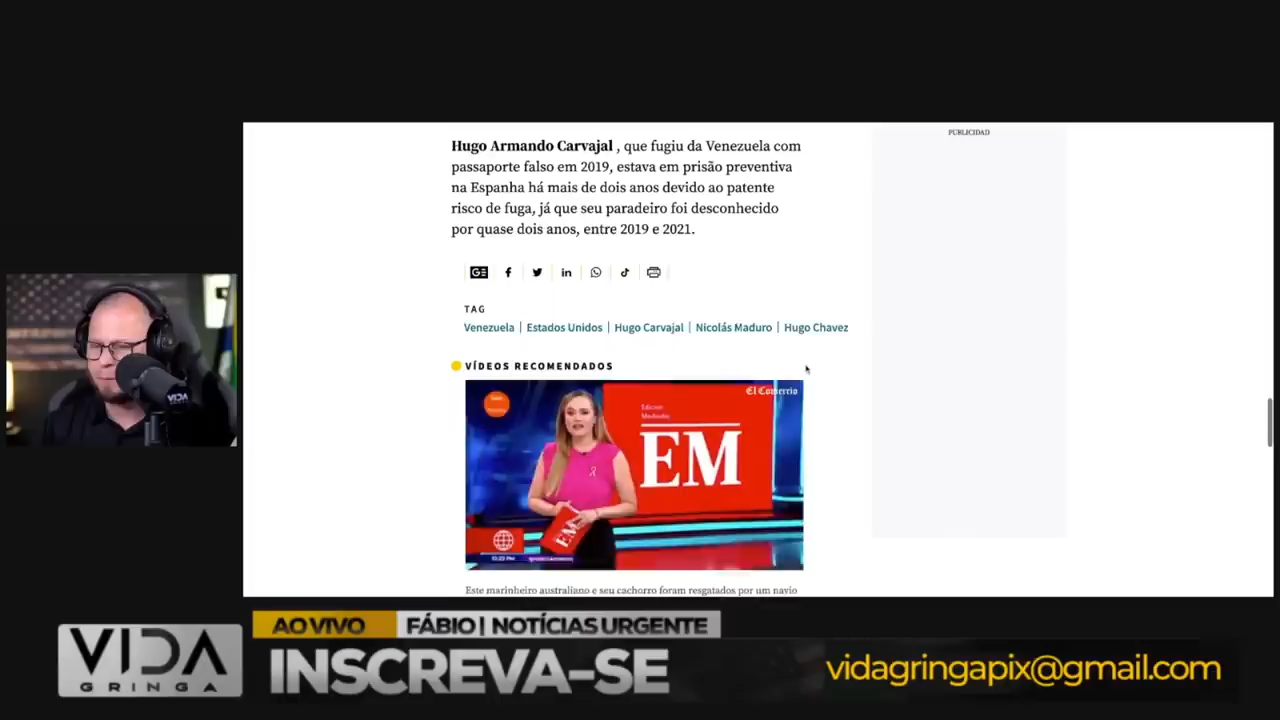 PUBLICIDAD
Hugo Armando Carvajal , que fugiu da Venezuela com
passaporte falso em 2019, estava em prisão preventiva
na Espanha há mais de dois anos devido ao patente
risco de fuga, já que seu paradeiro foi desconhecido
por quase dois anos, entre 2019 e 2021.
GE
TAG
Venezuela | Estados Unidos | Hugo Carvajal | Nicolás Maduro | Hugo Chavez
VÍDEOS RECOMENDADOS
El Comercio
EM
EM
Este marinheiro australiano e seu cachorro foram resgatados por um navio
VIDA
AO VIVO
FÁBIO | NOTÍCIAS URGENTE
VIDA
GRINGA
INSCREVA-SE
vidagringapix@gmail.com